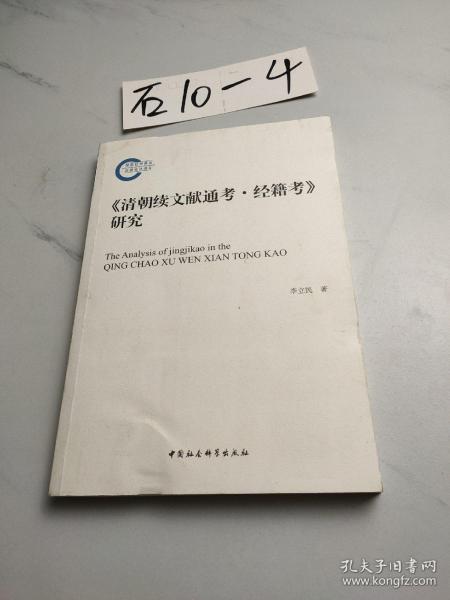 石10-4
《清朝续文献通考·经籍考》
研究
The Analysis of jingjikao in the
QING CHAO XU WEN XIAN TONG KAO
李立民 著
中国社会科学出版社
孔夫子旧书网
www.kongfz.com